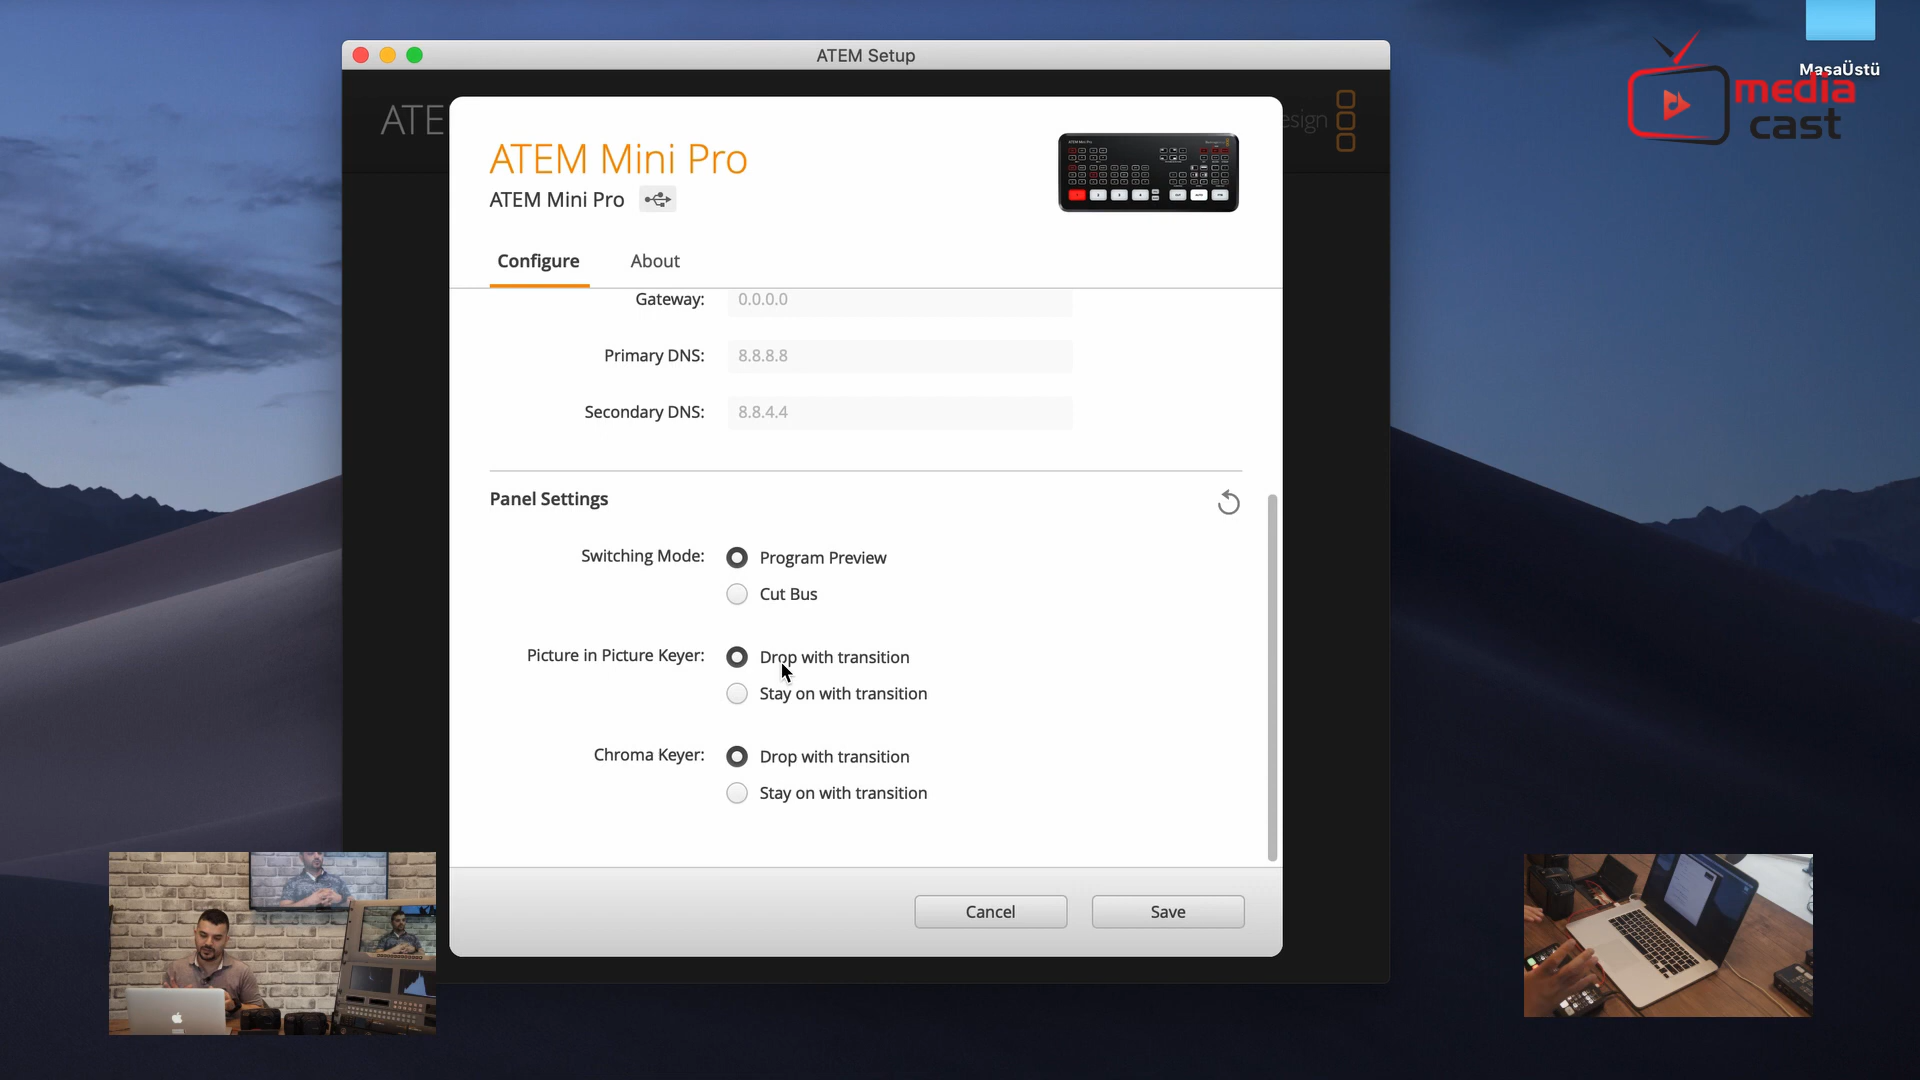 ATEM Setup
MasaÜstü
media
cast
ATE
esign
ATEM Mini Pro
ATEM Mini Pro
Configure
About
Gateway:
0.0.0.0
Primary DNS:
8.8.8.8
Secondary DNS:
8.8.4.4
Panel Settings
Switching Mode:
Program Preview
Cut Bus
Picture in Picture Keyer:
Drop with transition
Stay on with transition
Chroma Keyer:
Drop with transition
Stay on with transition
Cancel
Save